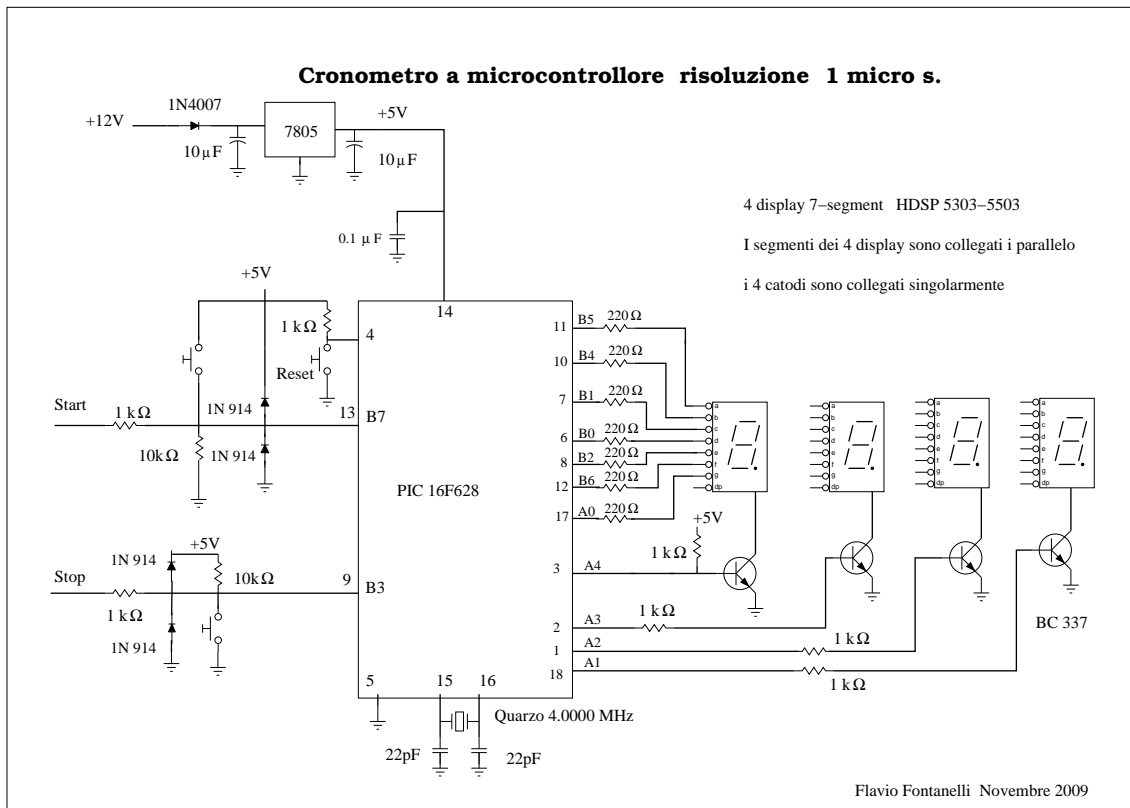 Cronometro a microcontrollore risoluzione 1 micro s.
1N4007
+12V
7805
+5V
10μF
10μF
4 display 7−segment HDSP 5303−5503
0.1 μF
I segmenti dei 4 display sono collegati i parallelo
+5V
i 4 catodi sono collegati singolarmente
14
1 kΩ
4
Reset
11 B5 220Ω
10 B4 220Ω
7 B1 220Ω
6 B0 220Ω
8 B2 220Ω
12 B6 220Ω
17 A0 220Ω
a
b
c
d
e
f
g
dp
a
b
c
d
e
f
g
dp
a
b
c
d
e
f
g
dp
a
b
c
d
e
f
g
dp
Start
1 kΩ
1N 914
13 B7
10kΩ
1N 914
PIC 16F628
+5V
1 kΩ
3 A4
1N 914
+5V
Stop
10kΩ
9 B3
1 kΩ
1N 914
1 kΩ
2 A3
BC 337
1 kΩ
1 A2
18 A1
1 kΩ
5
15
16
Quarzo 4.0000 MHz
22pF
22pF
Flavio Fontanelli Novembre 2009